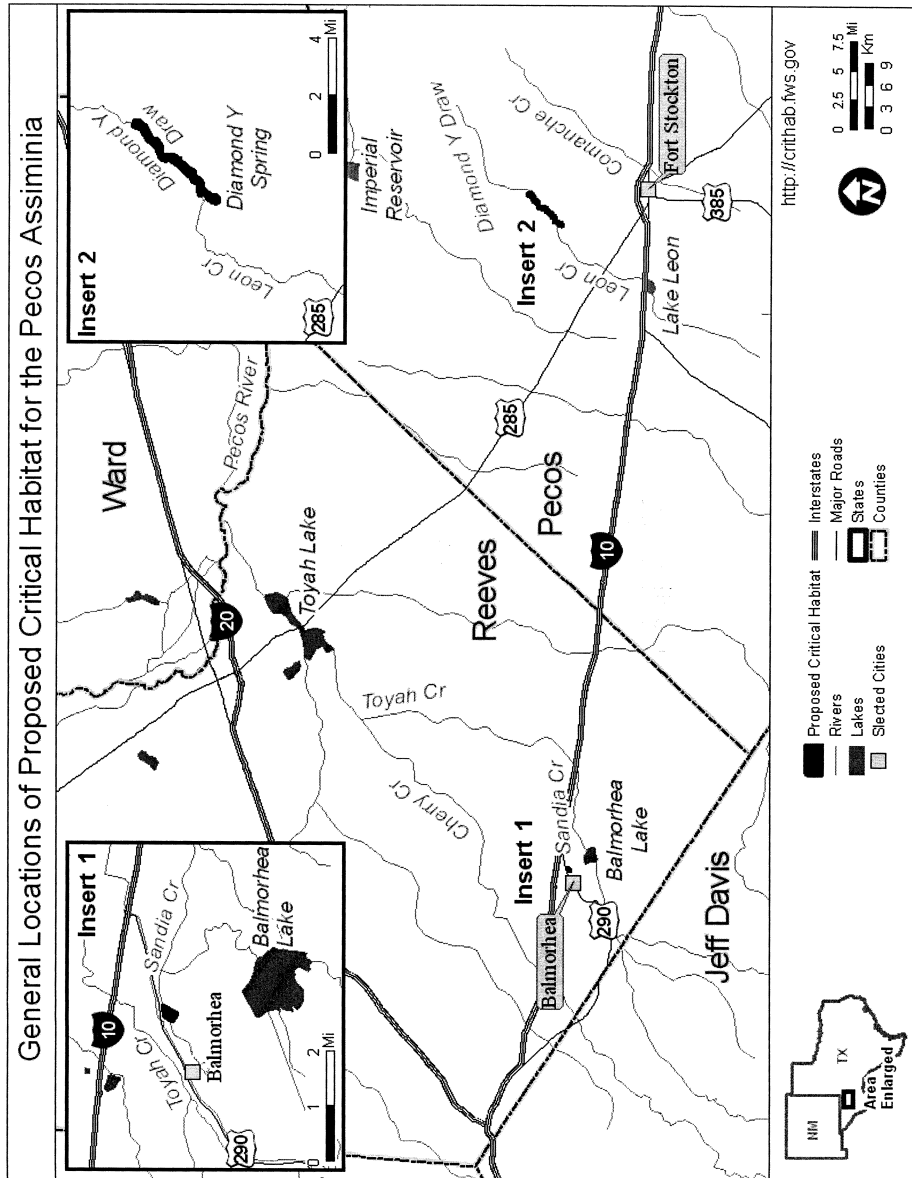 General Locations of Proposed Critical Habitat for the Pecos Assiminia
Insert 1
10
Sandia Cr
Toyah Cr
Balmorhea
Balmorhea
Lake
290
0 1 2
Mi
Insert 2
Diamond Y
Draw
Diamond Y
Spring
Leon Cr
285
0 2 4
Mi
Ward
20
Pecos River
Toyah Lake
Imperial
Reservoir
Toyah Cr
Cherry Cr
Reeves
Pecos
285
Diamond Y Draw
Insert 2
Leon Cr
Comanche Cr
Insert 1
Sandia Cr
Balmorhea
Balmorhea
Lake
290
10
Lake Leon
Fort Stockton
385
Jeff Davis
NM
TX
Area
Enlarged
Proposed Critical Habitat
Rivers
Lakes
Slected Cities
Interstates
Major Roads
States
Counties
http://crithab.fws.gov
N
0 2.5 5 7.5
Mi
Km
0 3 6 9